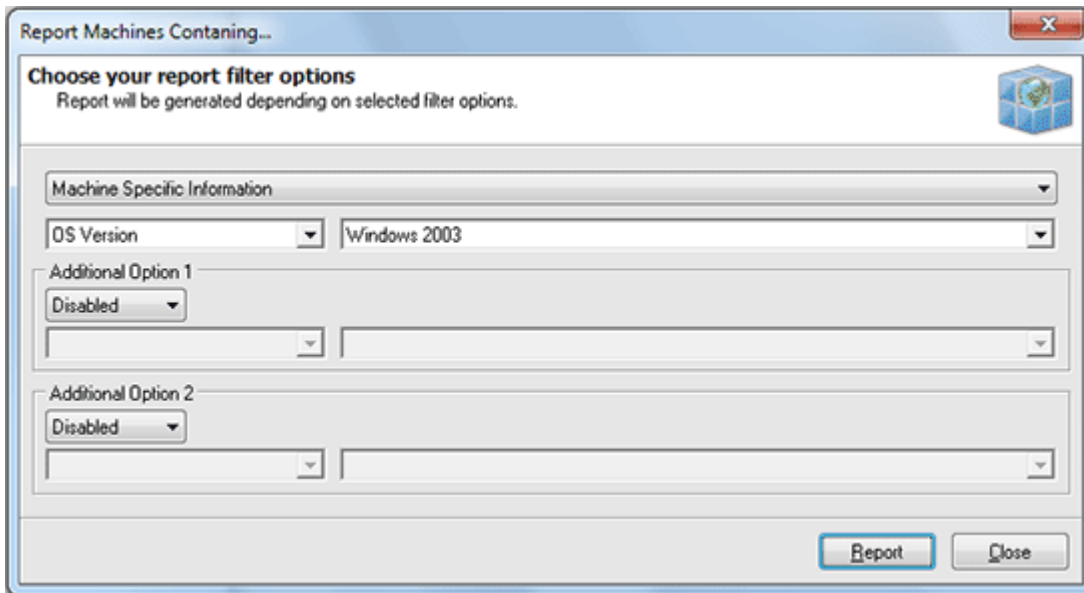 Report Machines Contaning...
Choose your report filter options
Report will be generated depending on selected filter options.
Machine Specific Information
OS Version Windows 2003
Additional Option 1
Disabled
Additional Option 2
Disabled
Report Close